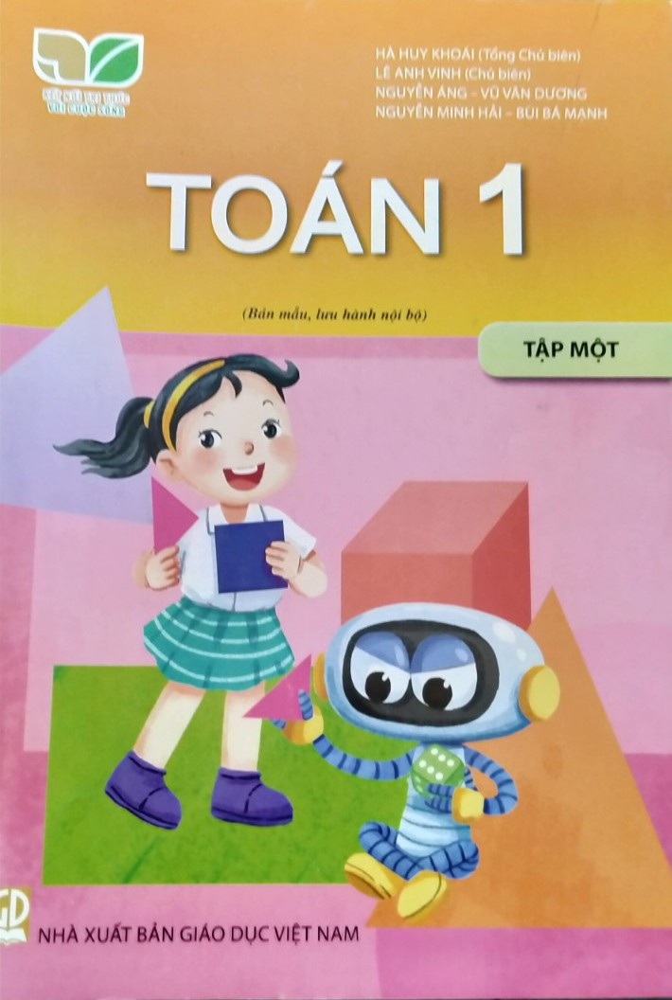 KẾT NỐI TRI THỨC
VỚI CUỘC SỐNG
HÀ HUY KHOÁI (Tổng Chủ biên)
LÊ ANH VINH (Chủ biên)
NGUYỄN ÁNG – VŨ VĂN DƯƠNG
NGUYỄN MINH HẢI – BÙI BÁ MẠNH
TOÁN 1
(Bản mẫu, lưu hành nội bộ)
TẬP MỘT
GD
NHÀ XUẤT BẢN GIÁO DỤC VIỆT NAM